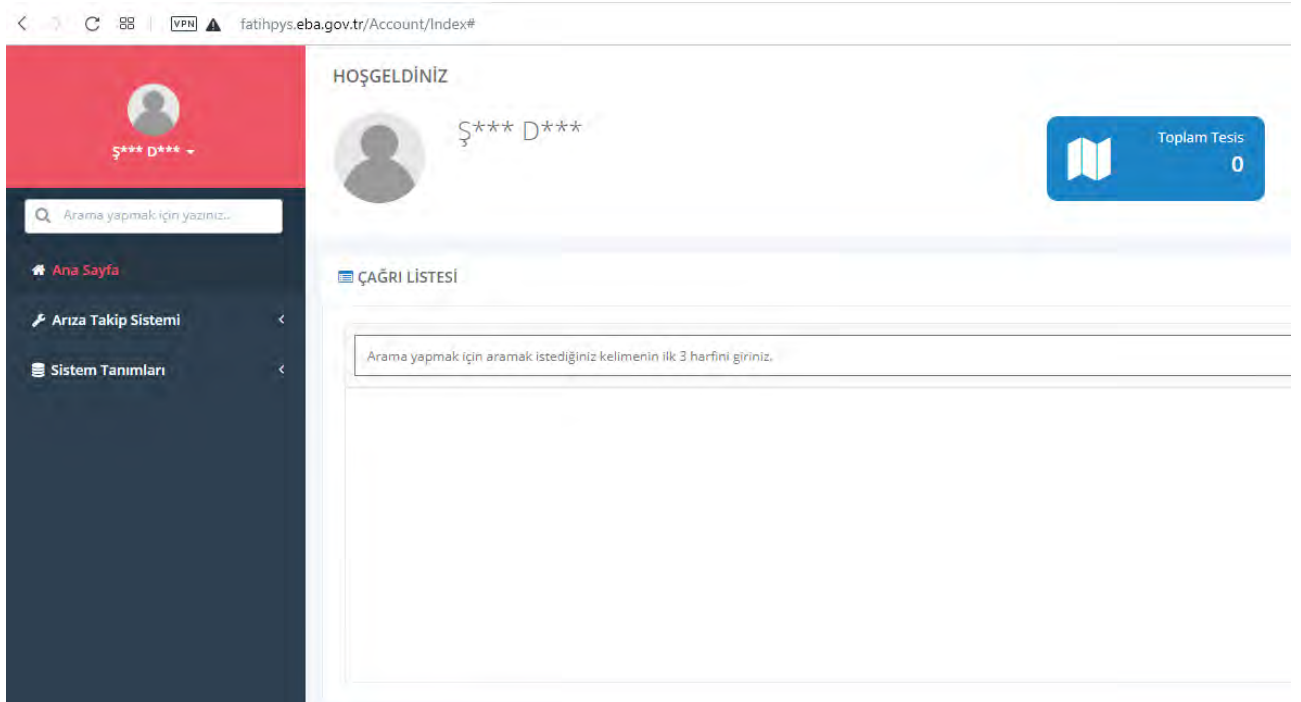 VPN fatihpys.eba.gov.tr/Account/Index#
Ş*** D***
Arama yapmak için yazınız..
Ana Sayfa
Arıza Takip Sistemi
Sistem Tanımları
HOŞGELDİNİZ
Ş*** D***
Toplam Tesis
0
ÇAĞRI LİSTESİ
Arama yapmak için aramak istediğiniz kelimenin ilk 3 harfini giriniz.